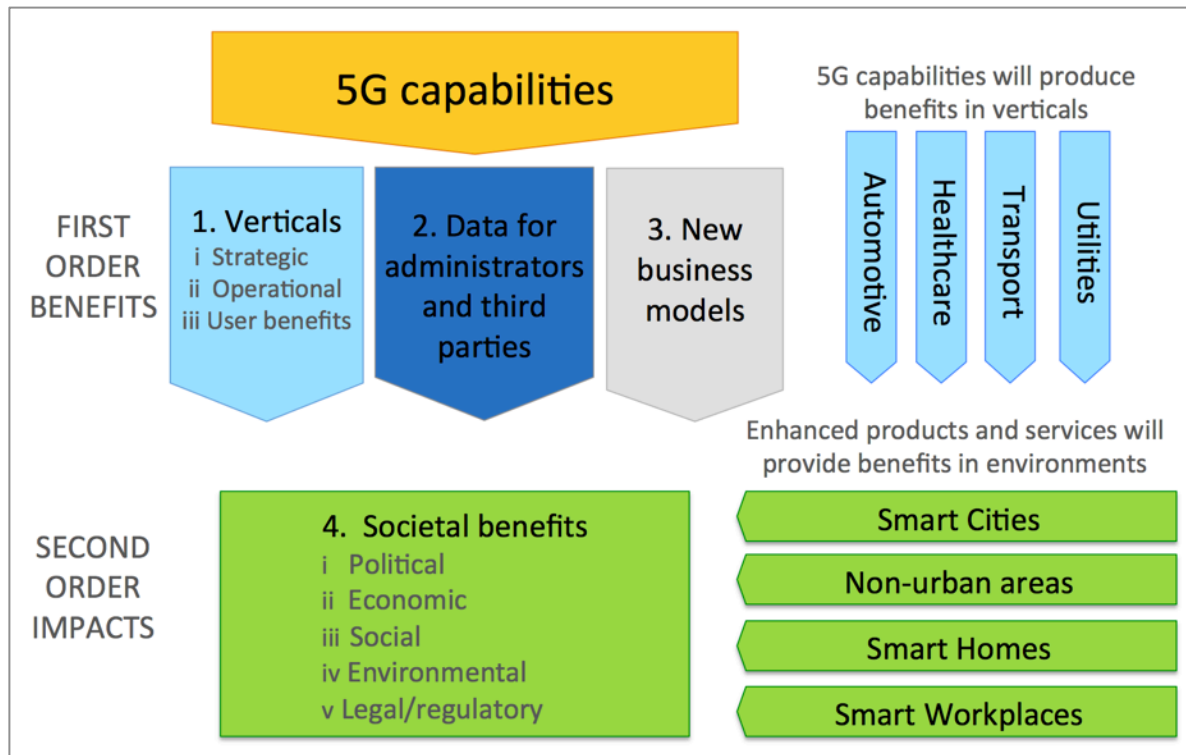 5G capabilities
5G capabilities will produce
benefits in verticals
FIRST
ORDER
BENEFITS
1. Verticals
i Strategic
ii Operational
iii User benefits
2. Data for
administrators
and third
parties
3. New
business
models
Automotive
Healthcare
Transport
Utilities
Enhanced products and services will
provide benefits in environments
SECOND
ORDER
IMPACTS
4. Societal benefits
i Political
ii Economic
iii Social
iv Environmental
v Legal/regulatory
Smart Cities
Non-urban areas
Smart Homes
Smart Workplaces